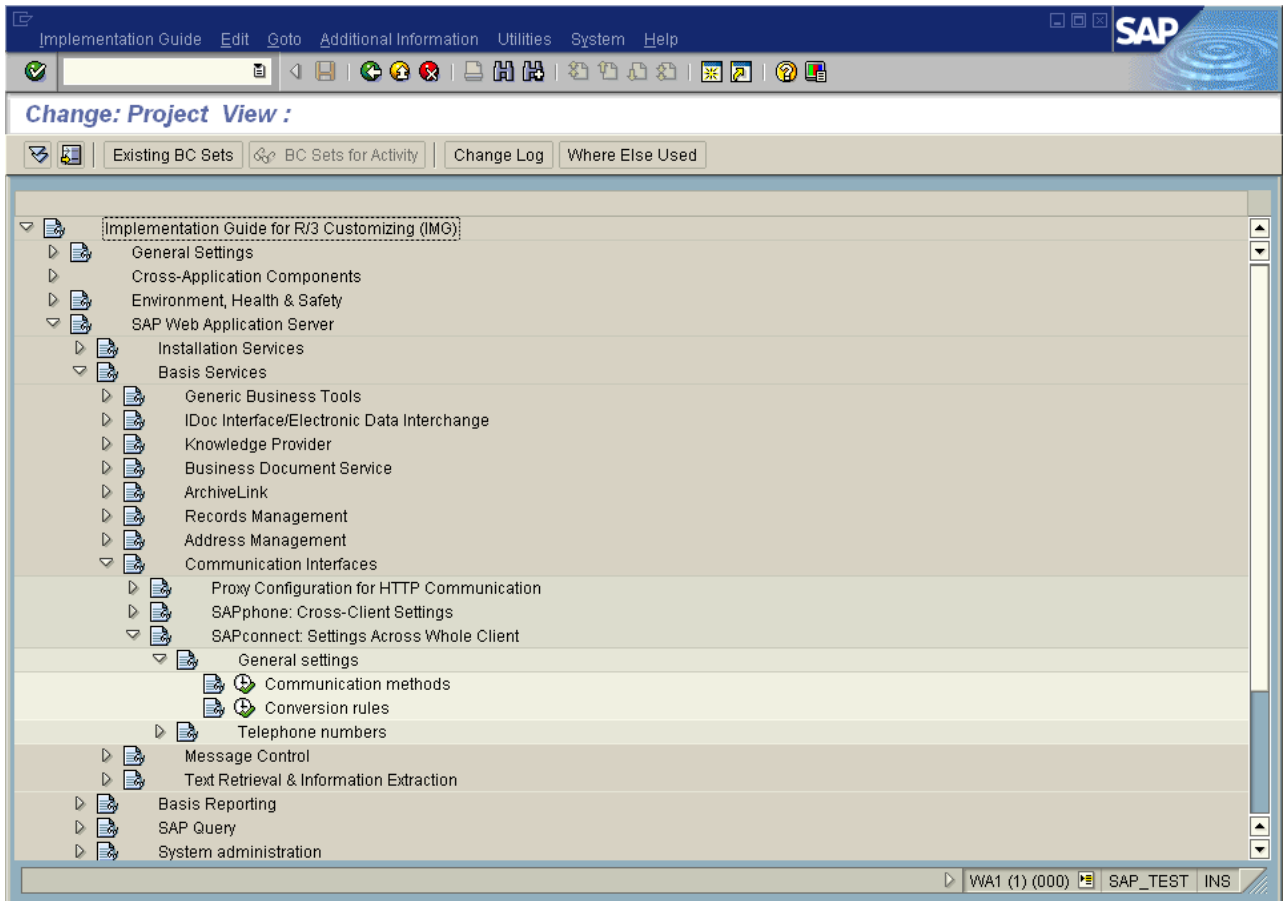 SAP
Implementation Guide Edit Goto Additional Information Utilities System Help
Change: Project View :
Existing BC Sets BC Sets for Activity Change Log Where Else Used
Implementation Guide for R/3 Customizing (IMG)
General Settings
Cross-Application Components
Environment, Health & Safety
SAP Web Application Server
Installation Services
Basis Services
Generic Business Tools
IDoc Interface/Electronic Data Interchange
Knowledge Provider
Business Document Service
ArchiveLink
Records Management
Address Management
Communication Interfaces
Proxy Configuration for HTTP Communication
SAPphone: Cross-Client Settings
SAPconnect: Settings Across Whole Client
General settings
Communication methods
Conversion rules
Telephone numbers
Message Control
Text Retrieval & Information Extraction
Basis Reporting
SAP Query
System administration
WA1 (1) (000) SAP_TEST INS